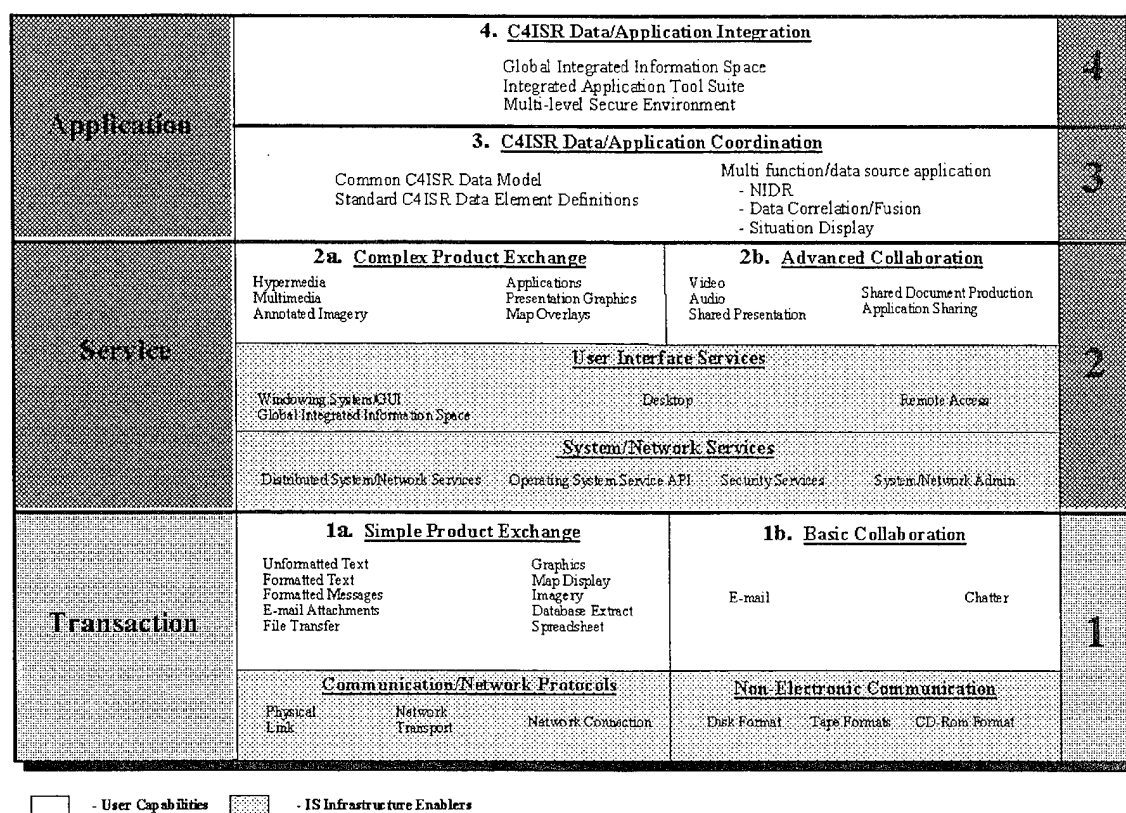 4. C4ISR Data/Application Integration
Global Integrated Information Space
Integrated Application Tool Suite
Multi-level Secure Environment
4
Application
3. C4ISR Data/Application Coordination
Common C4ISR Data Model
Standard C4ISR Data Element Definitions
Multi function/data source application
- NIDR
- Data Correlation/Fusion
- Situation Display
3
2a. Complex Product Exchange
Hypermedia
Multimedia
Annotated Imagery
Applications
Presentation Graphics
Map Overlays
2b. Advanced Collaboration
Video
Audio
Shared Presentation
Shared Document Production
Application Sharing
Service
2
User Interface Services
Windowing System/GUI
Global Integrated Information Space
Desktop
Remote Access
System/Network Services
Distributed System/Network Services
Operating System Service API
Security Services
System/Network Admin
1a. Simple Product Exchange
Unformatted Text
Formatted Text
Formatted Messages
E-mail Attachments
File Transfer
Graphics
Map Display
Imagery
Database Extract
Spreadsheet
1b. Basic Collaboration
E-mail
Chatter
Transaction
1
Communication/Network Protocols
Physical
Link
Network
Transport
Network Connection
Non-Electronic Communication
Disk Format
Tape Formats
CD-Rom Format
- User Capabilities
- IS Infrastructure Enablers